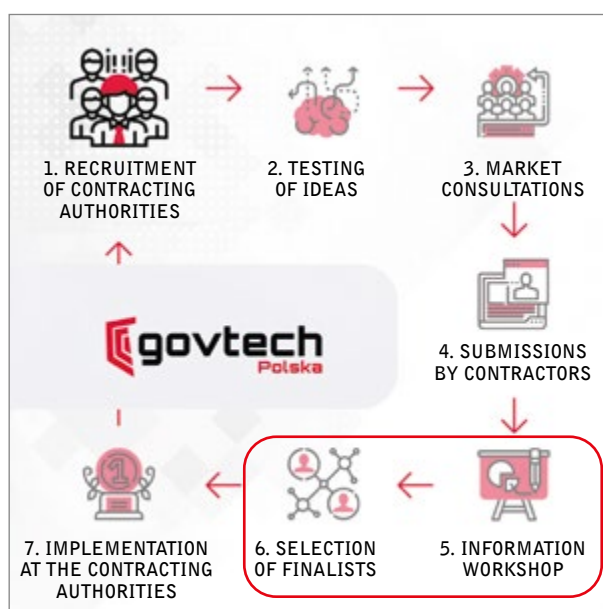 1. RECRUITMENT
OF CONTRACTING
AUTHORITIES
2. TESTING
OF IDEAS
3. MARKET
CONSULTATIONS
4. SUBMISSIONS
BY CONTRACTORS
govtech
Polska
7. IMPLEMENTATION
AT THE CONTRACTING
AUTHORITIES
1
6. SELECTION
OF FINALISTS
5. INFORMATION
WORKSHOP